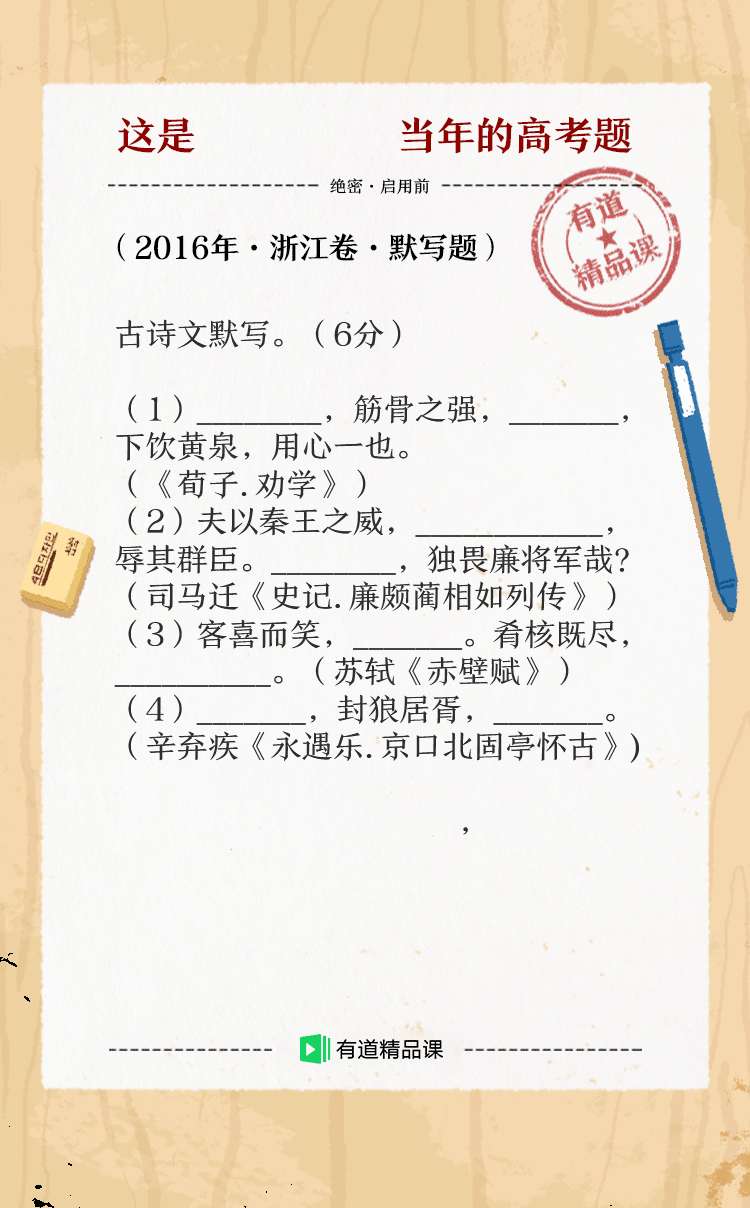 这是 当年的高考题
绝密·启用前
有道
精品课
（2016年·浙江卷·默写题）
古诗文默写。（6分）
（1）________，筋骨之强，_______，
下饮黄泉，用心一也。
（《荀子.劝学》）
（2）夫以秦王之威，____________，
辱其群臣。________，独畏廉将军哉？
（司马迁《史记.廉颇蔺相如列传》）
（3）客喜而笑，_______。肴核既尽，
__________。（苏轼《赤壁赋》）
（4）_______，封狼居胥，_______。
（辛弃疾《永遇乐.京口北固亭怀古》)
，
有道精品课